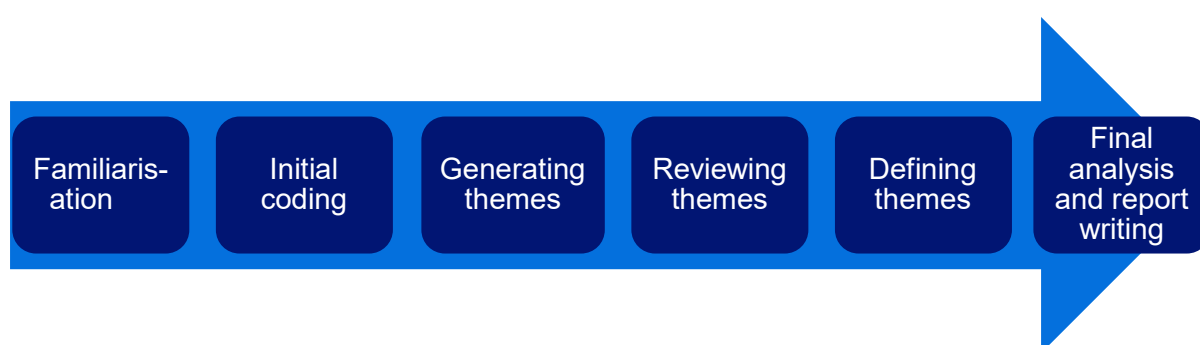 Familiaris-
ation
Initial
coding
Generating
themes
Reviewing
themes
Defining
themes
Final
analysis
and report
writing